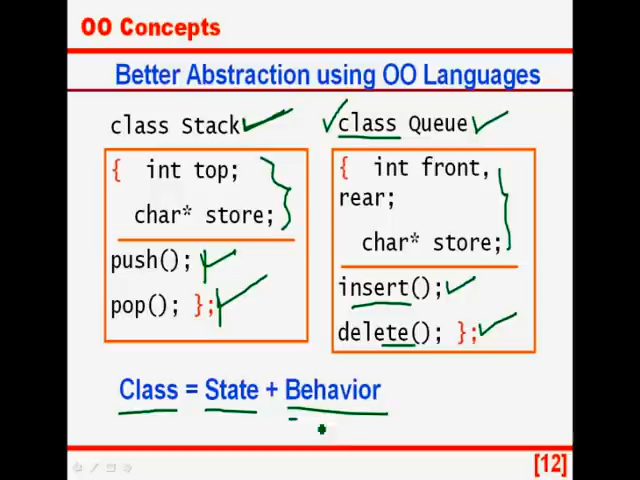 OO Concepts
Better Abstraction using OO Languages
class Stack
{ int top;
char* store;
push();
pop(); };
class Queue
{ int front,
rear;
char* store;
insert();
delete(); };
Class = State + Behavior
[12]